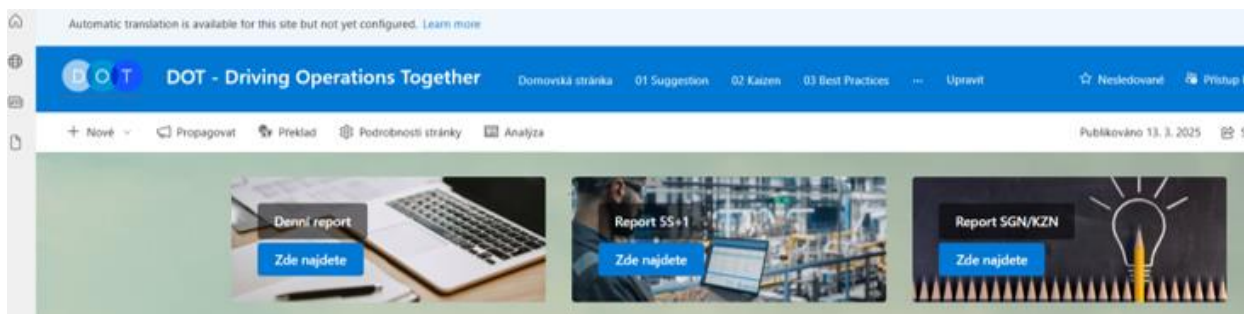 Automatic translation is available for this site but not yet configured. Learn more
DOT DOT - Driving Operations Together Domovská stránka 01 Suggestion 02 Kaizen 03 Best Practices ... Upravit Nesledované Přístup
+ Nové Propagovat Překlad Podrobnosti stránky Analýza Publikováno 13. 3. 2025
Denní report
Zde najdete
Report 5S+1
Zde najdete
Report SGN/KZN
Zde najdete